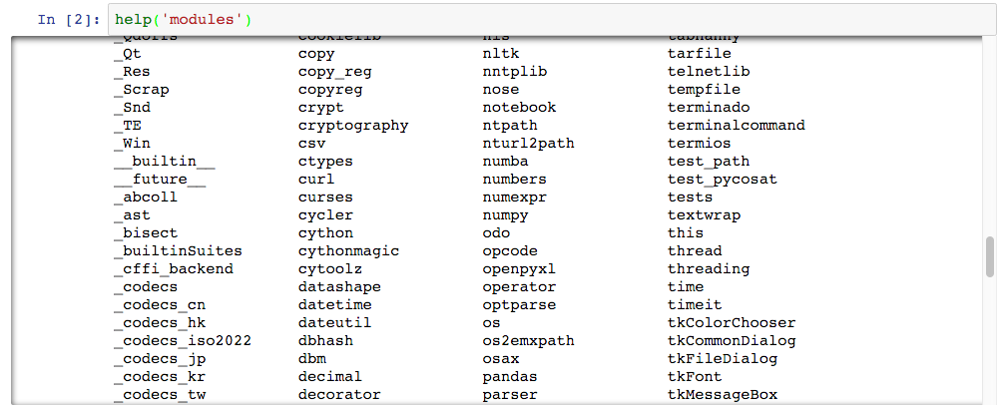 In [2]: help('modules')
_Qdoffs cookielib nis tabnanny
_Qt copy nltk tarfile
_Res copy_reg nntplib telnetlib
_Scrap copyreg nose tempfile
_Snd crypt notebook terminado
_TE cryptography ntpath terminalcommand
_Win csv nturl2path termios
__builtin__ ctypes numba test_path
__future__ curl numbers test_pycosat
_abcoll curses numexpr tests
_ast cycler numpy textwrap
_bisect cython odo this
_builtinSuites cythonmagic opcode thread
_cffi_backend cytoolz openpyxl threading
_codecs datashape operator time
_codecs_cn datetime optparse timeit
_codecs_hk dateutil os tkColorChooser
_codecs_iso2022 dbhash os2emxpath tkCommonDialog
_codecs_jp dbm osax tkFileDialog
_codecs_kr decimal pandas tkFont
_codecs_tw decorator parser tkMessageBox